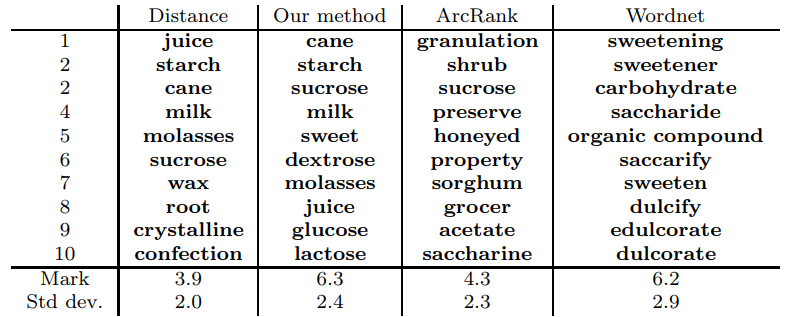 Distance Our method ArcRank Wordnet
1 juice cane granulation sweetening
2 starch starch shrub sweetener
2 cane sucrose sucrose carbohydrate
4 milk milk preserve saccharide
5 molasses sweet honeyed organic compound
6 sucrose dextrose property saccarify
7 wax molasses sorghum sweeten
8 root juice grocer dulcify
9 crystalline glucose acetate edulcorate
10 confection lactose saccharine dulcorate
Mark 3.9 6.3 4.3 6.2
Std dev. 2.0 2.4 2.3 2.9